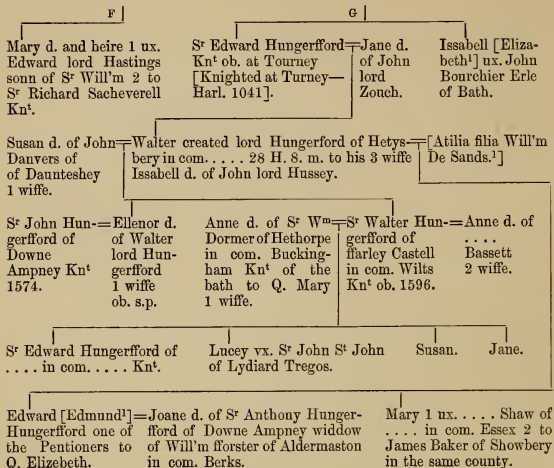 F
G
Mary d. and heire 1 ux.
Edward lord Hastings
sonn of Sʳ Will'm 2 to
Sʳ Richard Sacheverell
Knᵗ.
Sʳ Edward Hungerfford
Knᵗ ob. at Tourney
[Knighted at Turney—
Harl. 1041].
Jane d.
of John
lord
Zouch.
Issabell [Eliza-
beth¹] ux. John
Bourchier Erle
of Bath.
Susan d. of John
Danvers of
of Daunteshey
1 wiffe.
Walter created lord Hungerford of Hetys-
bery in com. . . . . 28 H. 8. m. to his 3 wiffe
Issabell d. of John lord Hussey.
[Atilia filia Will'm
De Sands.¹]
Sʳ John Hun-
gerfford of
Downe
Ampney Knᵗ
1574.
Ellenor d.
of Walter
lord Hun-
gerfford
1 wiffe
ob. s.p.
Anne d. of Sʳ Wᵐ
Dormer of Hethorpe
in com. Bucking-
ham Knᵗ of the
bath to Q. Mary
1 wiffe.
Sʳ Walter Hun-
gerfford of
ffarley Castell
in com. Wilts
Knᵗ ob. 1596.
Anne d. of
. . . .
Bassett
2 wiffe.
Sʳ Edward Hungerfford of
. . . . in com. . . . . Knᵗ.
Lucey vx. Sʳ John Sᵗ John
of Lydiard Tregos.
Susan.
Jane.
Edward [Edmund¹]
Hungerfford one of
the Pentioners to
Q. Elizebeth.
Joane d. of Sʳ Anthony Hunger-
fford of Downe Ampney widdow
of Will'm fforster of Aldermaston
in com. Berks.
Mary 1 ux. . . . . Shaw of
. . . . in com. Essex 2 to
James Baker of Showbery
in the same county.